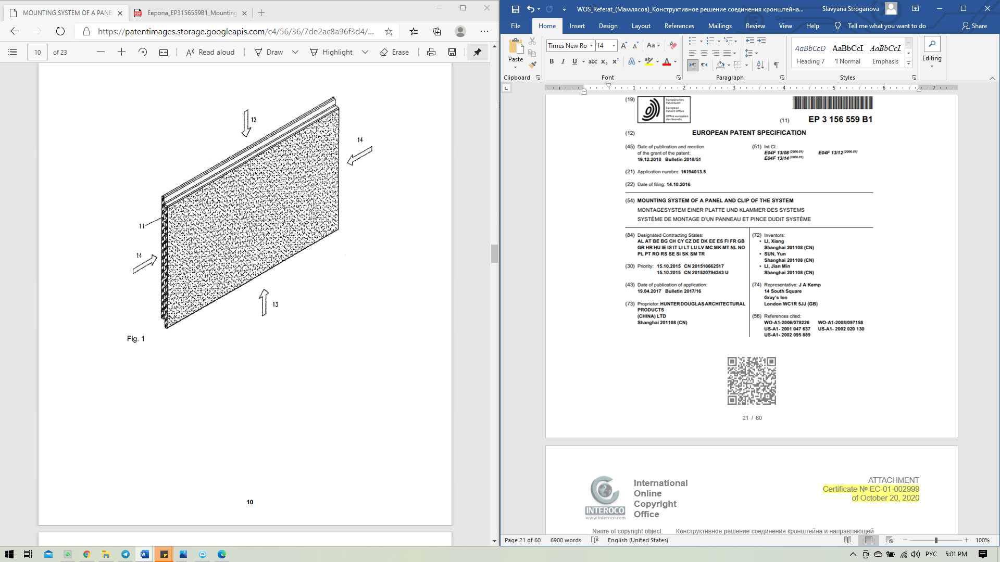 MOUNTING SYSTEM OF A PANE
Европа_EP3156559B1_Mounting
https://patentimages.storage.googleapis.com/c4/56/36/7de2ac8a96f3d4/...
10 of 23
Read aloud
Draw
Highlight
Erase
12
14
11
14
13
Fig. 1
10
WOS_Referat_(Мамлясов)_Конструктивное решение соединения кронштейна...
Slavyana Stroganova
File Home Insert Design Layout References Mailings Review View Help Tell me what you want to do Share
Paste
Clipboard
Times New Ro 14
Aa
B I U abc x₂ x²
Font
Paragraph
AaBbCcD AaBbCcI AaBbCcI
Heading 7 ¶ Normal Emphasis
Styles
Editing
1 2 3 4 5 6 7
(19)
Europäisches
Patentamt
European
Patent Office
Office européen
des brevets
(11) EP 3 156 559 B1
(12) EUROPEAN PATENT SPECIFICATION
(45) Date of publication and mention
of the grant of the patent:
19.12.2018 Bulletin 2018/51
(51) Int Cl.:
E04F 13/08 (2006.01) E04F 13/12 (2006.01)
E04F 13/14 (2006.01)
(21) Application number: 16194013.5
(22) Date of filing: 14.10.2016
(54) MOUNTING SYSTEM OF A PANEL AND CLIP OF THE SYSTEM
MONTAGESYSTEM EINER PLATTE UND KLAMMER DES SYSTEMS
SYSTÈME DE MONTAGE D'UN PANNEAU ET PINCE DUDIT SYSTÈME
(84) Designated Contracting States:
AL AT BE BG CH CY CZ DE DK EE ES FI FR GB
GR HR HU IE IS IT LI LT LU LV MC MK MT NL NO
PL PT RO RS SE SI SK SM TR
(30) Priority: 15.10.2015 CN 201510662517
15.10.2015 CN 201520794243 U
(43) Date of publication of application:
19.04.2017 Bulletin 2017/16
(73) Proprietor: HUNTER DOUGLAS ARCHITECTURAL
PRODUCTS
(CHINA) LTD
Shanghai 201108 (CN)
(72) Inventors:
• LI, Xiang
Shanghai 201108 (CN)
• SUN, Yun
Shanghai 201108 (CN)
• LI, Jian Min
Shanghai 201108 (CN)
(74) Representative: J A Kemp
14 South Square
Gray's Inn
London WC1R 5JJ (GB)
(56) References cited:
WO-A1-2006/078226 WO-A1-2008/097158
US-A1- 2001 047 637 US-A1- 2002 020 130
US-A1- 2002 095 889
21 / 60
INTEROCO
www.interoco.com
International
Online
Copyright
Office
ATTACHMENT
Certificate № EC-01-002999
of October 20, 2020
Name of copyright object: Конструктивное решение соединения кронштейна и направляющей
Page 21 of 60 6900 words English (United States) 100%
24
РУС 5:01 PM